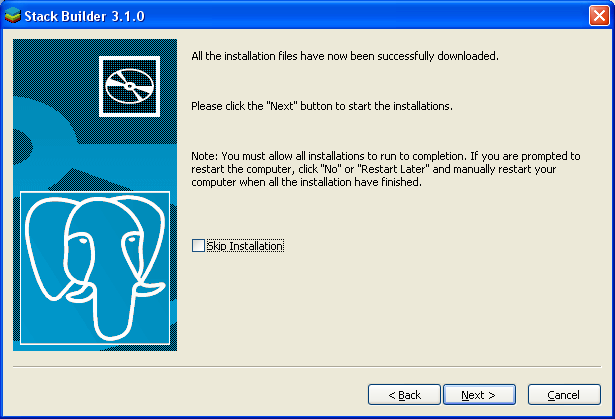 Stack Builder 3.1.0
All the installation files have now been successfully downloaded.
Please click the "Next" button to start the installations.
Note: You must allow all installations to run to completion. If you are prompted to
restart the computer, click "No" or "Restart Later" and manually restart your
computer when all the installation have finished.
Skip Installation
< Back
Next >
Cancel